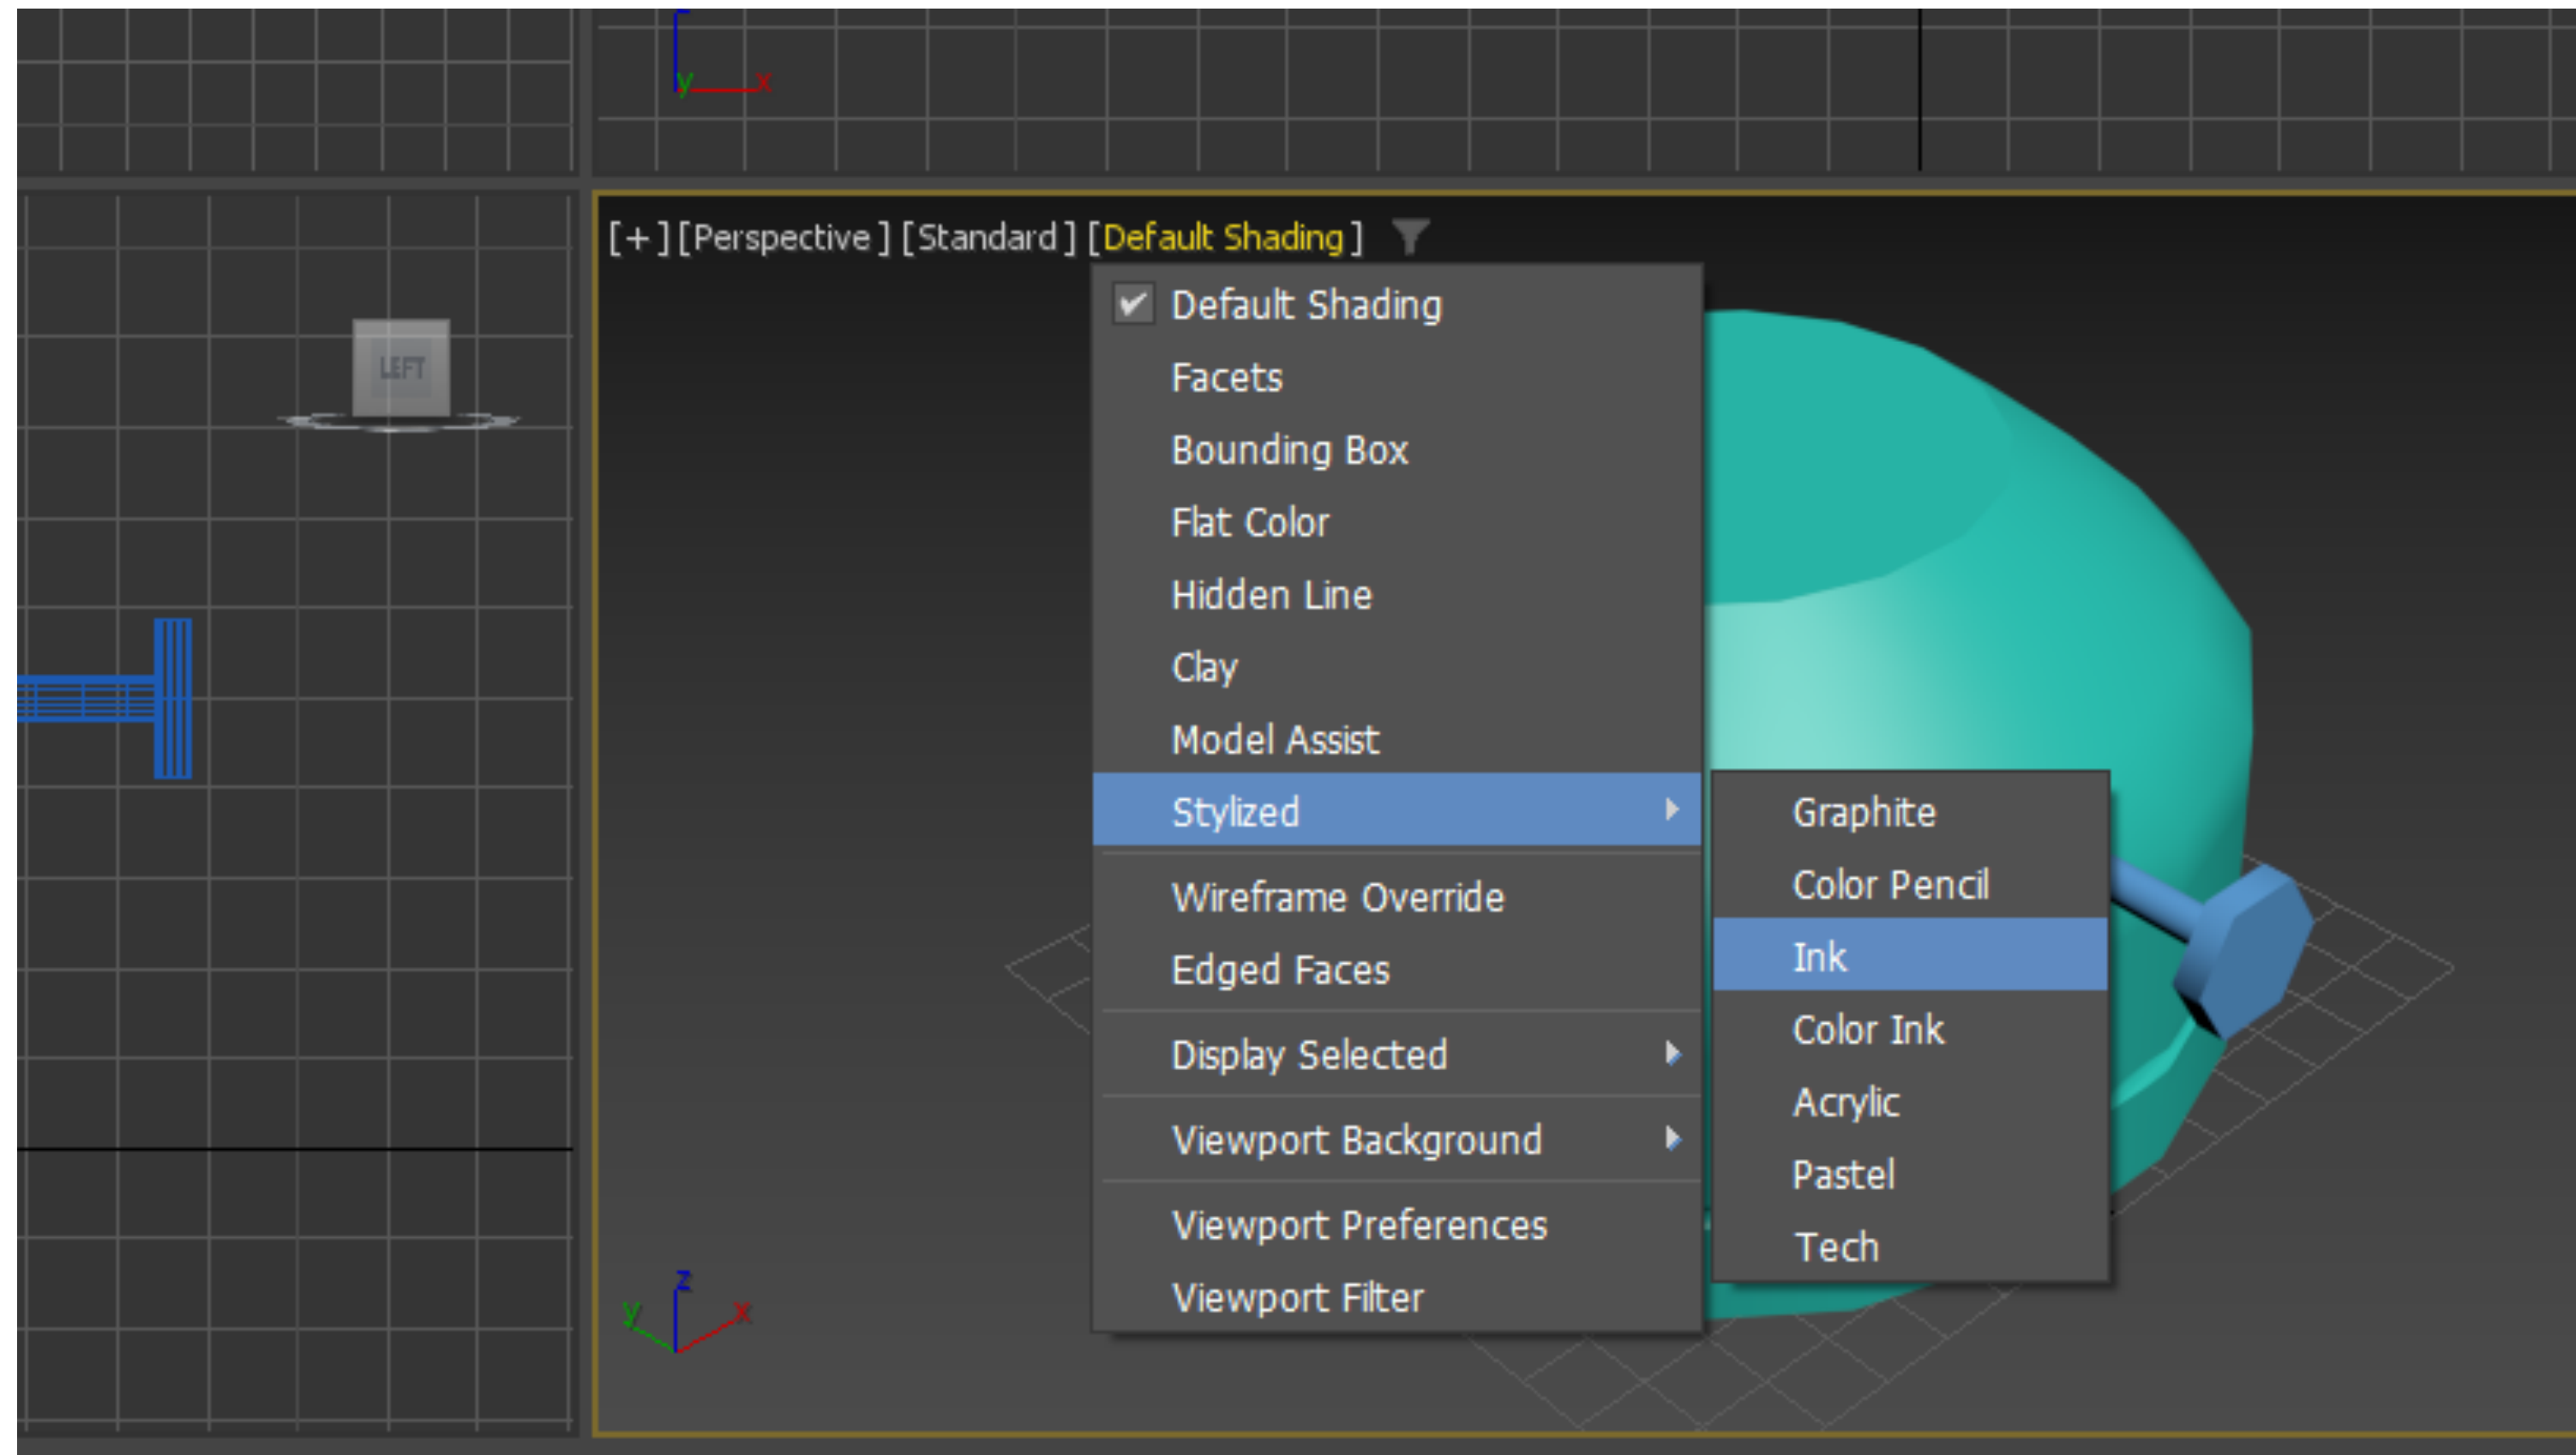 y x
[+] [Perspective] [Standard] [Default Shading]
LEFT
Default Shading
Facets
Bounding Box
Flat Color
Hidden Line
Clay
Model Assist
Stylized
Graphite
Color Pencil
Ink
Color Ink
Acrylic
Pastel
Tech
Wireframe Override
Edged Faces
Display Selected
Viewport Background
Viewport Preferences
Viewport Filter
z
y x